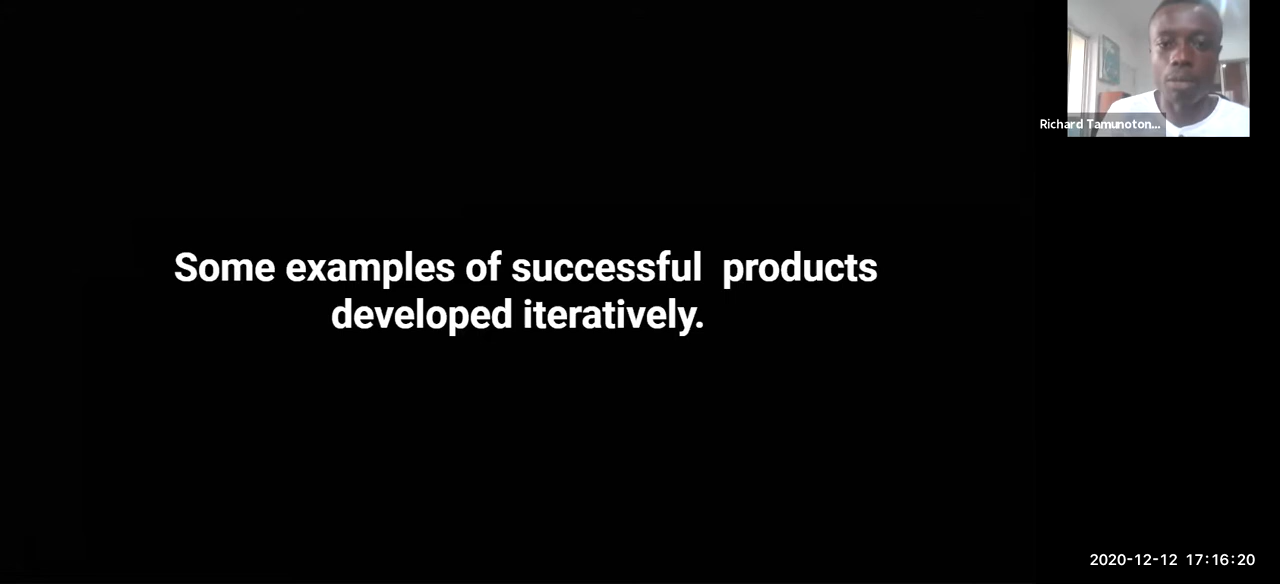 Richard Tamunoton...
Some examples of successful  products
developed iteratively.
2020-12-12 17:16:20